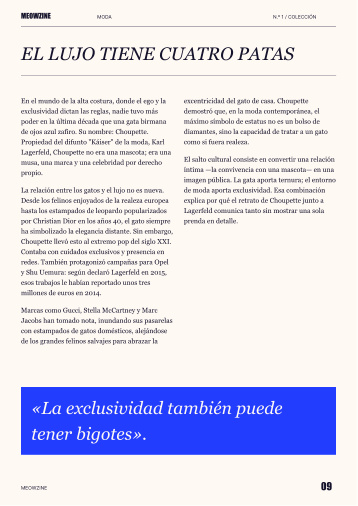 MEOWZINE
MODA
N.º 1 / COLECCIÓN
EL LUJO TIENE CUATRO PATAS
En el mundo de la alta costura, donde el ego y la
exclusividad dictan las reglas, nadie tuvo más
poder en la última década que una gata birmana
de ojos azul zafiro. Su nombre: Choupette.
Propiedad del difunto "Káiser" de la moda, Karl
Lagerfeld, Choupette no era una mascota; era una
musa, una marca y una celebridad por derecho
propio.
La relación entre los gatos y el lujo no es nueva.
Desde los felinos enjoyados de la realeza europea
hasta los estampados de leopardo popularizados
por Christian Dior en los años 40, el gato siempre
ha simbolizado la elegancia distante. Sin embargo,
Choupette llevó esto al extremo pop del siglo XXI.
Contaba con cuidados exclusivos y presencia en
redes. También protagonizó campañas para Opel
y Shu Uemura: según declaró Lagerfeld en 2015,
esos trabajos le habían reportado unos tres
millones de euros en 2014.
Marcas como Gucci, Stella McCartney y Marc
Jacobs han tomado nota, inundando sus pasarelas
con estampados de gatos domésticos, alejándose
de los grandes felinos salvajes para abrazar la
excentricidad del gato de casa. Choupette
demostró que, en la moda contemporánea, el
máximo símbolo de estatus no es un bolso de
diamantes, sino la capacidad de tratar a un gato
como si fuera realeza.
El salto cultural consiste en convertir una relación
íntima —la convivencia con una mascota— en una
imagen pública. La gata aporta ternura; el entorno
de moda aporta exclusividad. Esa combinación
explica por qué el retrato de Choupette junto a
Lagerfeld comunica tanto sin mostrar una sola
prenda en detalle.
«La exclusividad también puede
tener bigotes».
MEOWZINE
09